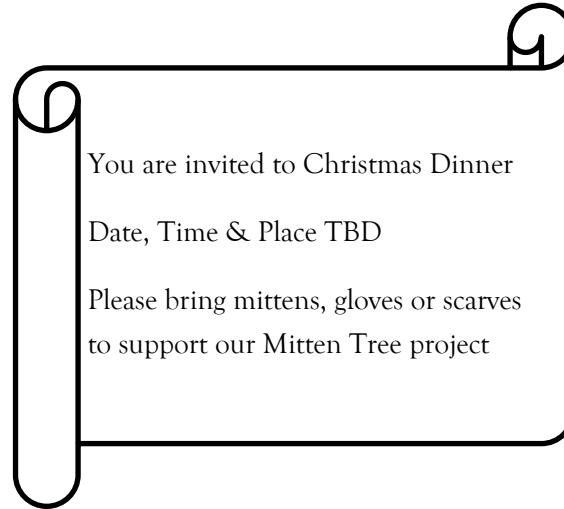 You are invited to Christmas Dinner
Date, Time & Place TBD
Please bring mittens, gloves or scarves
to support our Mitten Tree project